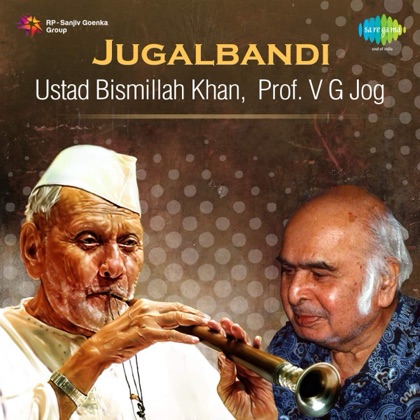 RP-Sanjiv Goenka
Group
saregama
JUGALBANDI
Ustad Bismillah Khan, Prof. V G Jog